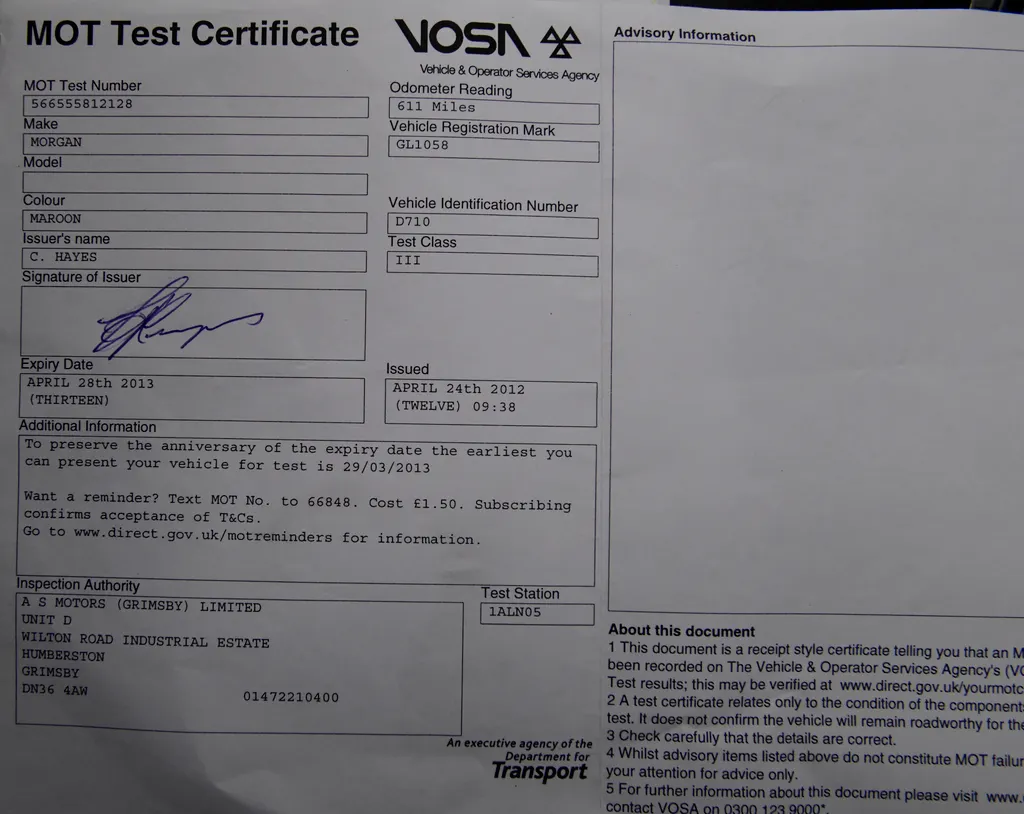 MOT Test Certificate
VOSA
Vehicle & Operator Services Agency
MOT Test Number
566555812128
Make
MORGAN
Model
Colour
MAROON
Issuer's name
C. HAYES
Signature of Issuer
Expiry Date
APRIL 28th 2013
(THIRTEEN)
Odometer Reading
611 Miles
Vehicle Registration Mark
GL1058
Vehicle Identification Number
D710
Test Class
III
Issued
APRIL 24th 2012
(TWELVE) 09:38
Additional Information
To preserve the anniversary of the expiry date the earliest you
can present your vehicle for test is 29/03/2013
Want a reminder? Text MOT No. to 66848. Cost £1.50. Subscribing
confirms acceptance of T&Cs.
Go to www.direct.gov.uk/motreminders for information.
Inspection Authority
A S MOTORS (GRIMSBY) LIMITED
UNIT D
WILTON ROAD INDUSTRIAL ESTATE
HUMBERSTON
GRIMSBY
DN36 4AW 01472210400
Test Station
1ALN05
An executive agency of the
Department for
Transport
Advisory Information
About this document
1 This document is a receipt style certificate telling you that an M
been recorded on The Vehicle & Operator Services Agency's (VO
Test results; this may be verified at www.direct.gov.uk/yourmotc
2 A test certificate relates only to the condition of the component
test. It does not confirm the vehicle will remain roadworthy for the
3 Check carefully that the details are correct.
4 Whilst advisory items listed above do not constitute MOT failur
your attention for advice only.
5 For further information about this document please visit www.
contact VOSA on 0300 123 9000*.